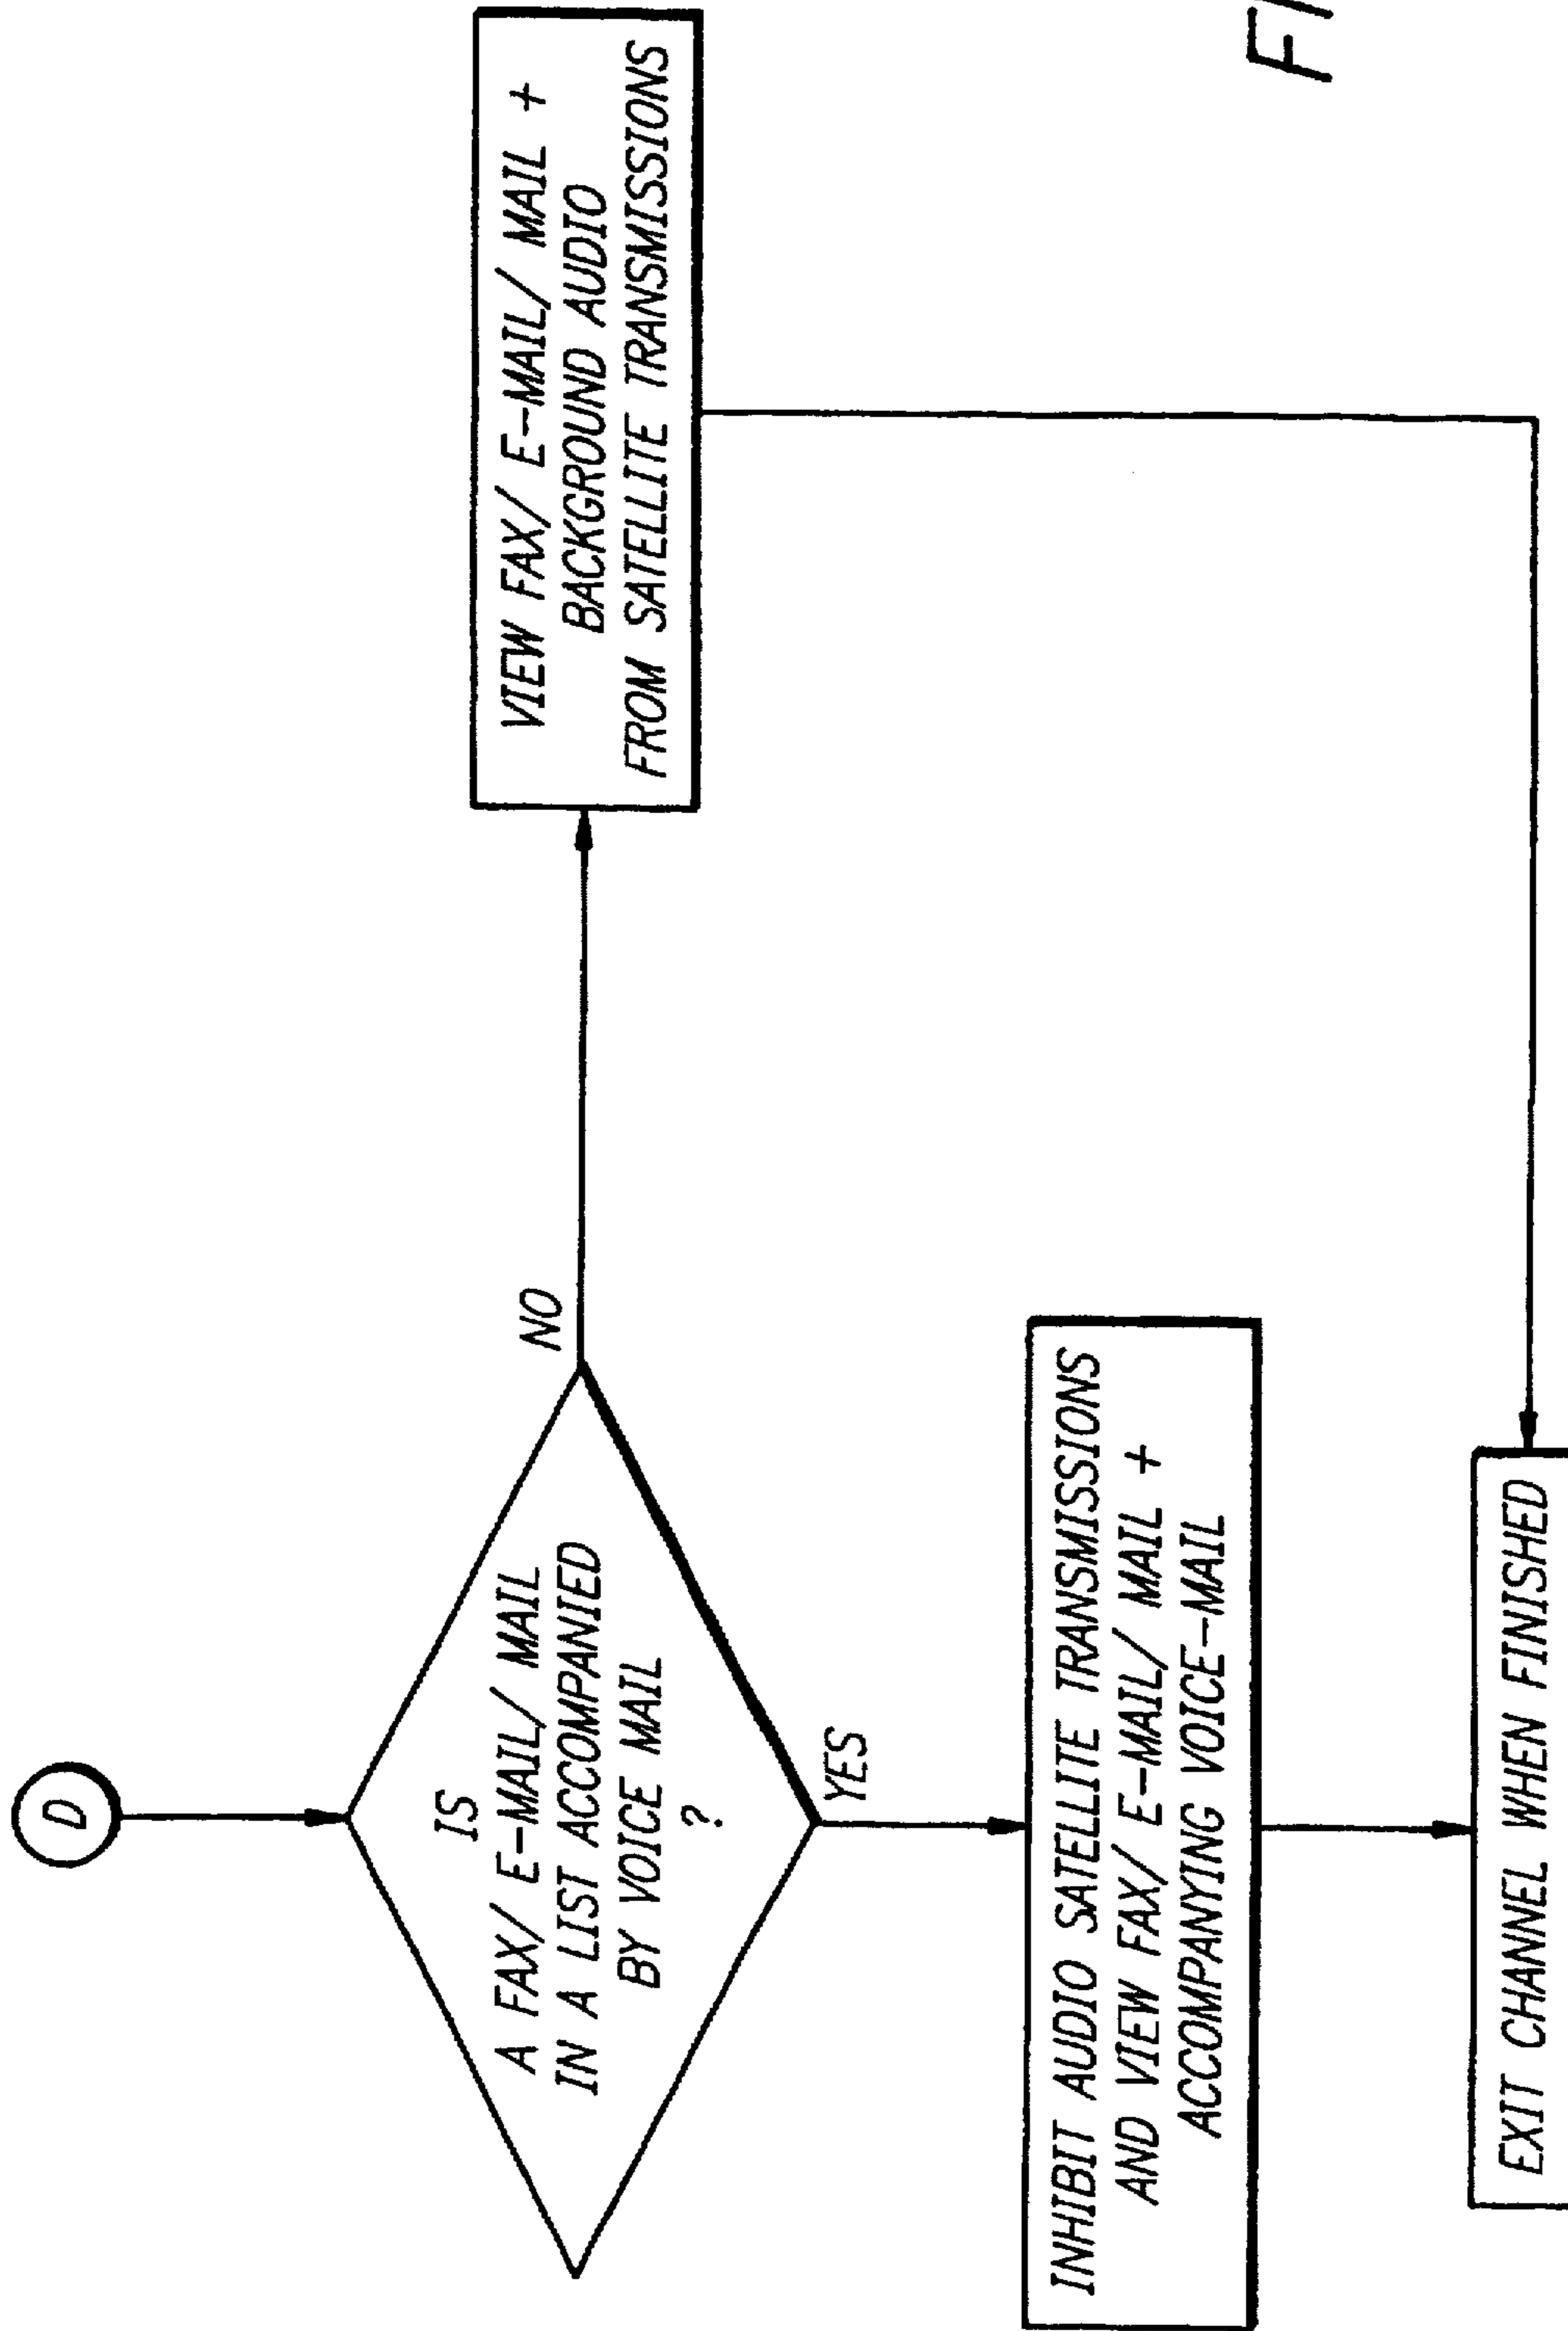 D
IS
A FAX/ E-MAIL/ MAIL
IN A LIST ACCOMPANIED
BY VOICE MAIL
?
NO
VIEW FAX/ E-MAIL/ MAIL +
BACKGROUND AUDIO
FROM SATELLITE TRANSMISSIONS
YES
INHIBIT AUDIO SATELLITE TRANSMISSIONS
AND VIEW FAX/ E-MAIL/ MAIL +
ACCOMPANYING VOICE-MAIL
EXIT CHANNEL WHEN FINISHED